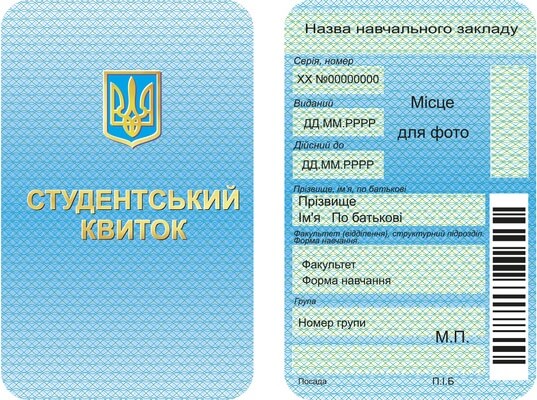 СТУДЕНТСЬКИЙ
КВИТОК
Назва навчального закладу
Серія, номер
ХХ №00000000
Виданий
ДД.ММ.РРРР
Дійсний до
ДД.ММ.РРРР
Місце
для фото
Прізвище, ім'я, по батькові
Прізвище
Ім'я По батькові
Факультет (відділення), структурний підрозділ.
Форма навчання.
Факультет
Форма навчання
Група
Номер групи
М.П.
Посада П.І.Б